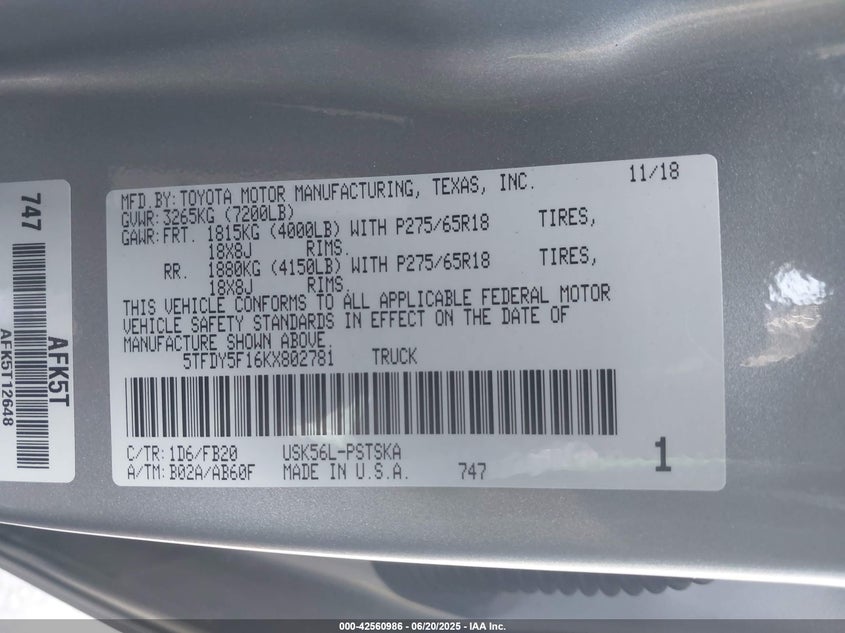 747
AFK5T
AFK5T12648
MFD.BY:TOYOTA MOTOR MANUFACTURING, TEXAS, INC. 11/18
GVWR:3265KG (7200LB)
GAWR:FRT. 1815KG (4000LB) WITH P275/65R18 TIRES,
18X8J RIMS.
RR. 1880KG (4150LB) WITH P275/65R18 TIRES,
18X8J RIMS.
THIS VEHICLE CONFORMS TO ALL APPLICABLE FEDERAL MOTOR
VEHICLE SAFETY STANDARDS IN EFFECT ON THE DATE OF
MANUFACTURE SHOWN ABOVE.
5TFDY5F16KX802781 TRUCK
C/TR:1D6/FB20 USK56L-PSTSKA
A/TM:B02A/AB60F MADE IN U.S.A. 747 1
000-42560986 - 06/20/2025 - IAA Inc.